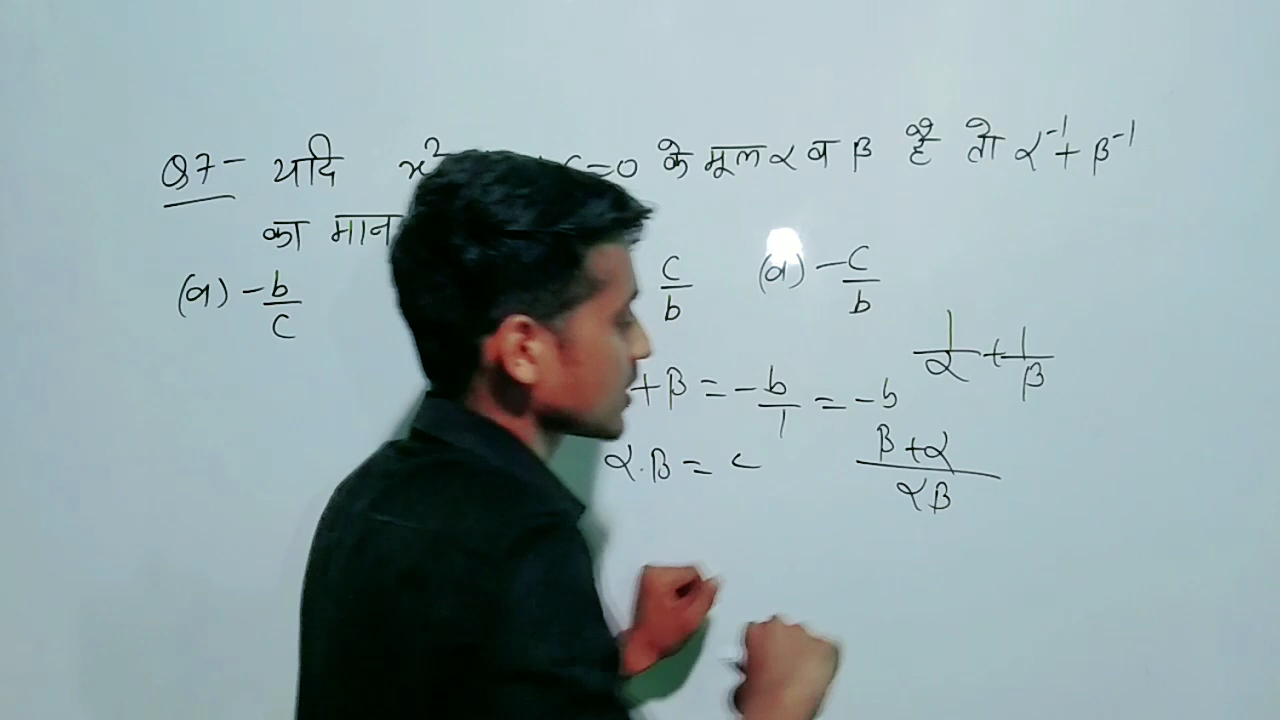 Q7- यदि x² c=0 के मूल α व β है तो α⁻¹+ β⁻¹
का मान
(a) -b/c c/b (d) -c/b
1/α + 1/β
+β = -b/1 = -b
α.β = c
β+α/αβ